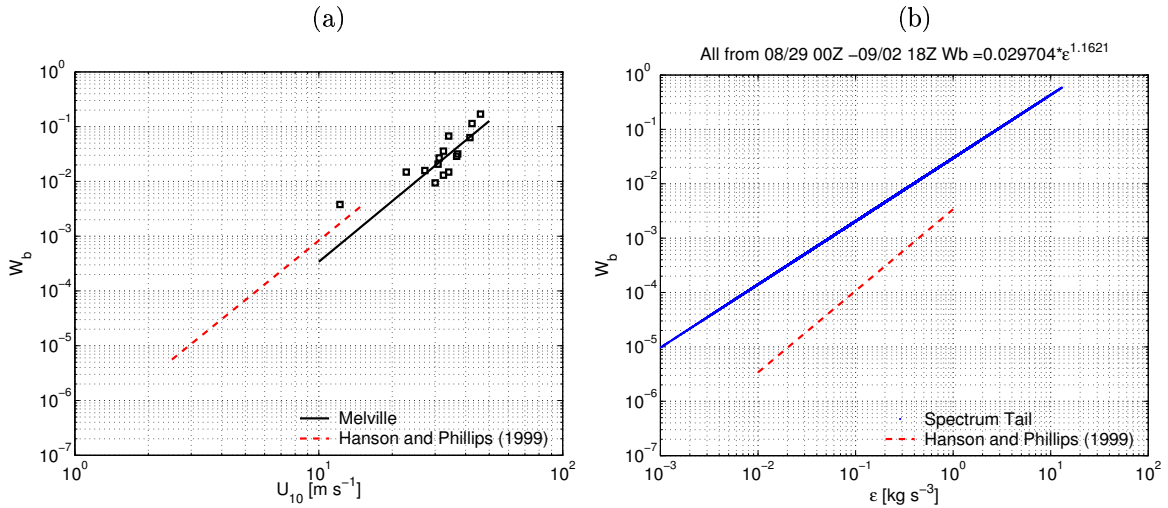 (a)
10^0
10^-1
10^-2
10^-3
10^-4
10^-5
10^-6
10^-7
W_b
Melville
Hanson and Phillips (1999)
10^0 10^1 10^2
U_10 [m s^-1]
(b)
All from 08/29 00Z −09/02 18Z Wb =0.029704*ε^1.1621
10^0
10^-1
10^-2
10^-3
10^-4
10^-5
10^-6
10^-7
W_b
Spectrum Tail
Hanson and Phillips (1999)
10^-3 10^-2 10^-1 10^0 10^1 10^2
ε [kg s^-3]